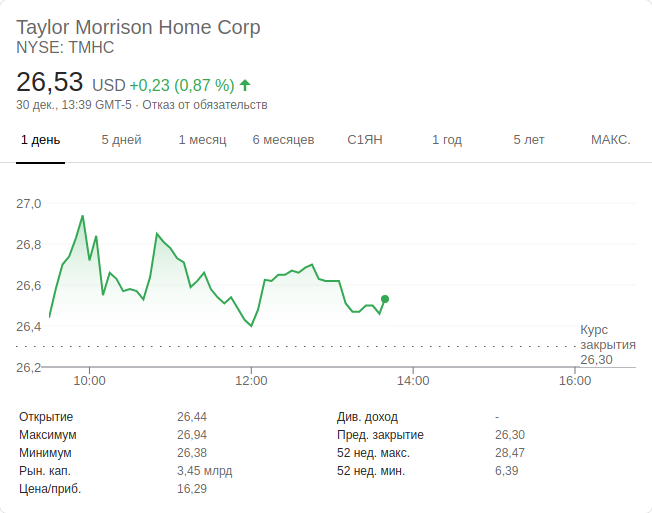 Taylor Morrison Home Corp
NYSE: TMHC
26,53 USD +0,23 (0,87 %)
30 дек., 13:39 GMT-5 · Отказ от обязательств
1 день 5 дней 1 месяц 6 месяцев С1ЯН 1 год 5 лет МАКС.
27,0
26,8
26,6
26,4
Курс
закрытия
26,30
26,2
10:00 12:00 14:00 16:00
Открытие 26,44 Див. доход -
Максимум 26,94 Пред. закрытие 26,30
Минимум 26,38 52 нед. макс. 28,47
Рын. кап. 3,45 млрд 52 нед. мин. 6,39
Цена/приб. 16,29